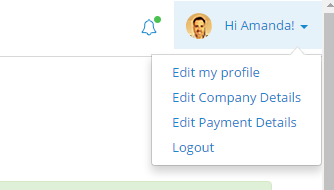 Hi Amanda!
Edit my profile
Edit Company Details
Edit Payment Details
Logout